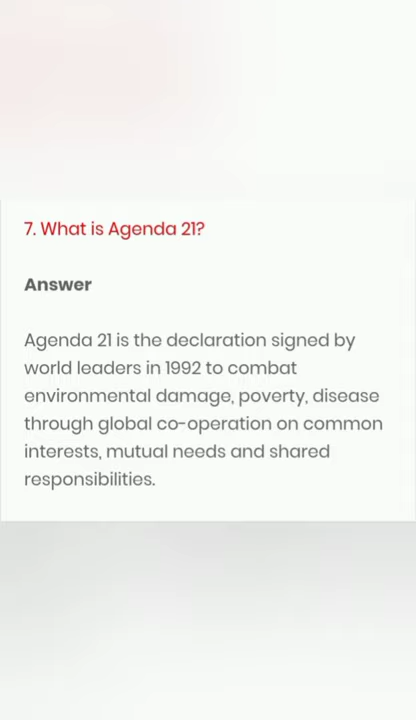 7. What is Agenda 21?
Answer
Agenda 21 is the declaration signed by
world leaders in 1992 to combat
environmental damage, poverty, disease
through global co-operation on common
interests, mutual needs and shared
responsibilities.